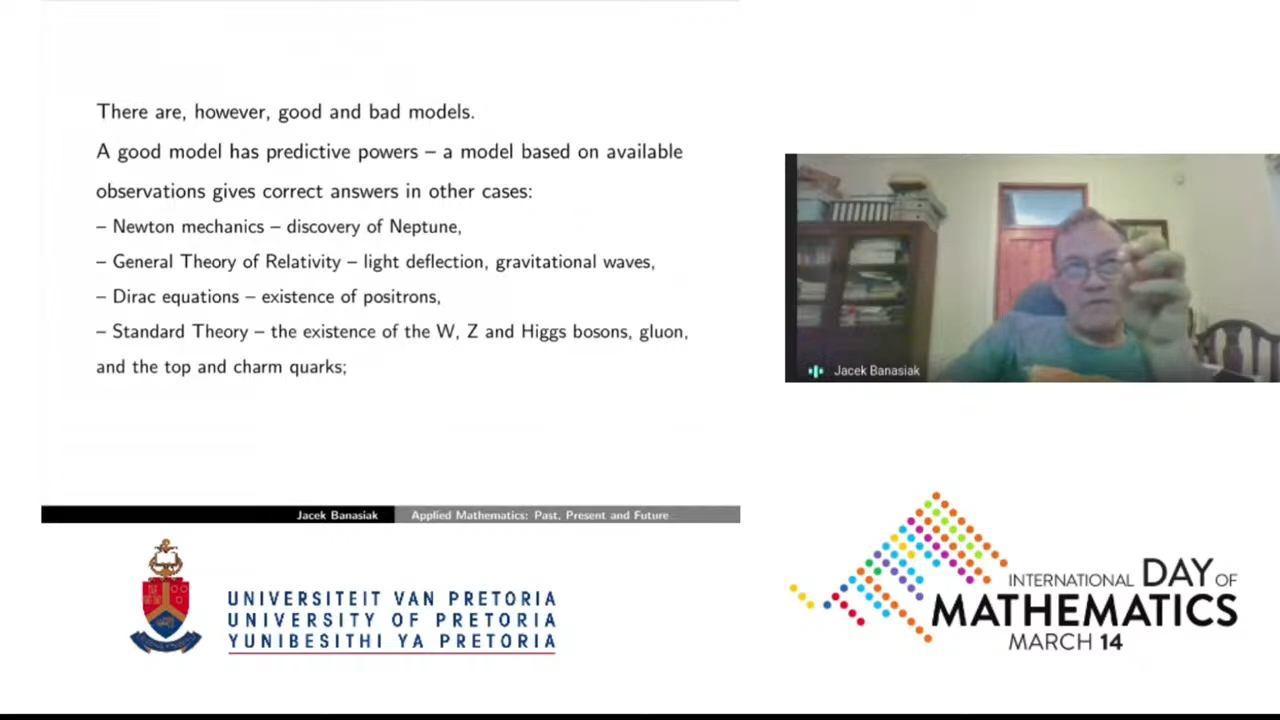 There are, however, good and bad models.
A good model has predictive powers – a model based on available
observations gives correct answers in other cases:
– Newton mechanics – discovery of Neptune,
– General Theory of Relativity – light deflection, gravitational waves,
– Dirac equations – existence of positrons,
– Standard Theory – the existence of the W, Z and Higgs bosons, gluon,
and the top and charm quarks;
Jacek Banasiak
Applied Mathematics: Past, Present and Future
Jacek Banasiak
UNIVERSITEIT VAN PRETORIA
UNIVERSITY OF PRETORIA
YUNIBESITHI YA PRETORIA
INTERNATIONAL DAY OF
MATHEMATICS
MARCH 14